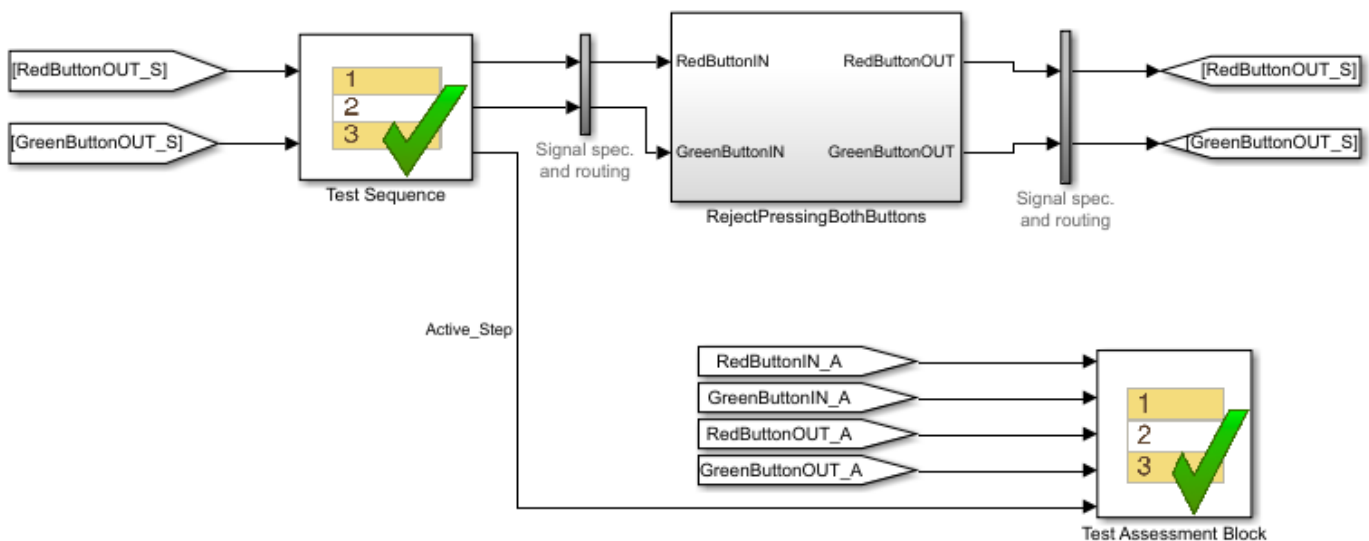 [RedButtonOUT_S]
[GreenButtonOUT_S]
1
2
3
Test Sequence
Signal spec.
and routing
RedButtonIN
RedButtonOUT
GreenButtonIN
GreenButtonOUT
RejectPressingBothButtons
Signal spec.
and routing
[RedButtonOUT_S]
[GreenButtonOUT_S]
Active_Step
RedButtonIN_A
GreenButtonIN_A
RedButtonOUT_A
GreenButtonOUT_A
1
2
3
Test Assessment Block